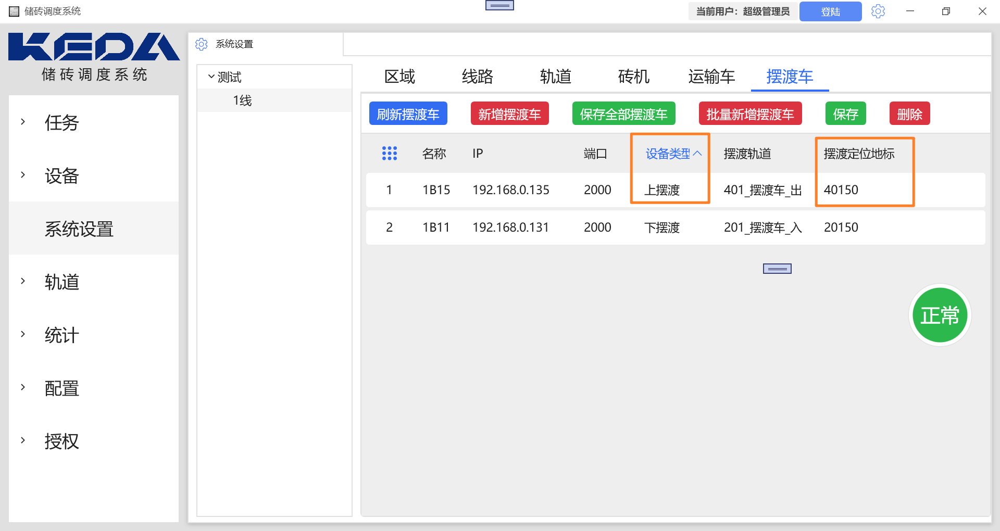 储砖调度系统
当前用户：超级管理员
登陆
KEDA
储砖调度系统
任务
设备
系统设置
轨道
统计
配置
授权
系统设置
测试
1线
区域 线路 轨道 砖机 运输车 摆渡车
刷新摆渡车 新增摆渡车 保存全部摆渡车 批量新增摆渡车 保存 删除
名称 IP 端口 设备类型 摆渡轨道 摆渡定位地标
1 1B15 192.168.0.135 2000 上摆渡 401_摆渡车_出 40150
2 1B11 192.168.0.131 2000 下摆渡 201_摆渡车_入 20150
正常